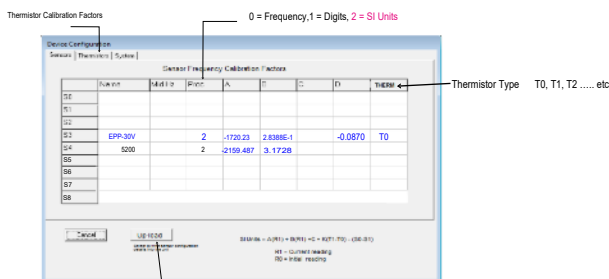 Thermistor Calibration Factors
0 = Frequency,1 = Digits, 2 = SI Units
Device Configuration
Sensors Thermistors System
Sensor Frequency Calibration Factors
Name Mid Hz Proc A B C D THERM
Thermistor Type T0, T1, T2 ..... etc
S0
S1
S2
S3 EPP-30V 2 -1720.23 2.8388E-1 -0.0870 T0
S4 5200 2 -2159.487 3.1728
S5
S6
S7
S8
Cancel Upload
SI Units = A(R1) + B(R1) +C + K(T1-T0) - (S0-S1)
R1 = Current reading
R0 = initial reading